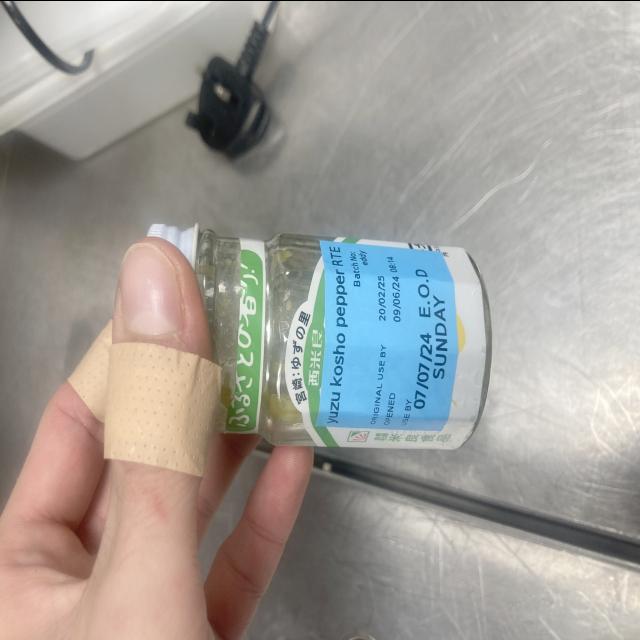 ふるさとの香り
宮崎:ゆずの里
西米良
yuzu kosho pepper RTE
Batch No:
eddy
ORIGINAL USE BY 20/02/25
OPENED 09/06/24 08:14
USE BY
07/07/24 E.O.D
SUNDAY